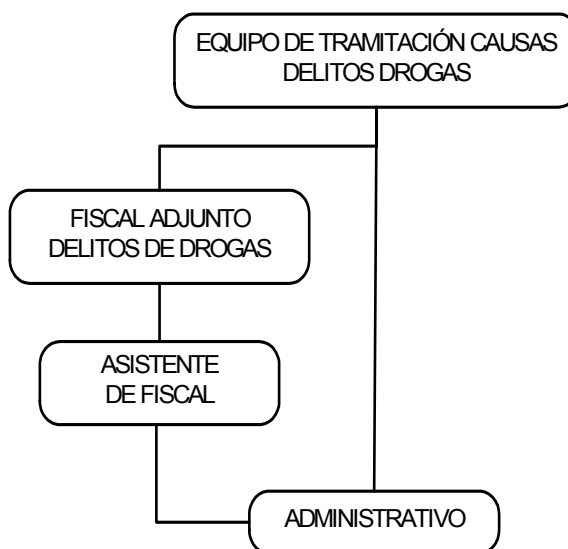 EQUIPO DE TRAMITACIÓN CAUSAS
DELITOS DROGAS
FISCAL ADJUNTO
DELITOS DE DROGAS
ASISTENTE
DE FISCAL
ADMINISTRATIVO